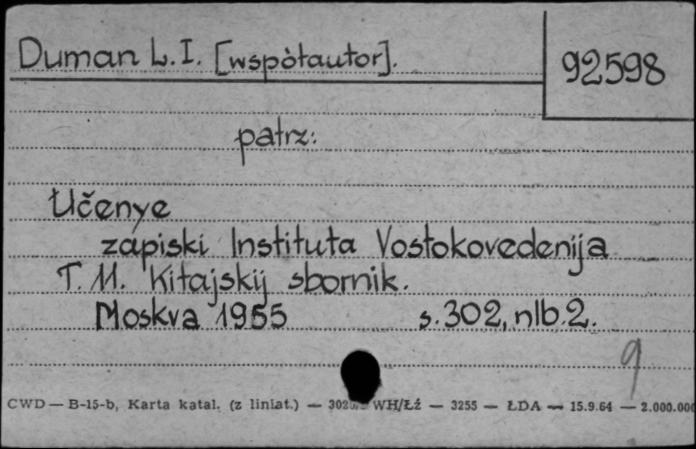 Duman L.I. [współautor].
92598
patrz:
Učenye
zapiski Instituta Vostokovedenija
T. 11. Kitajskij sbornik.
Moskva 1955 s. 302, nlb. 2.
9
CWD — B-15-b, Karta katal. (z liniat.) — WH/Łź — 3255 — ŁDA — 15.9.64 — 2.000.000